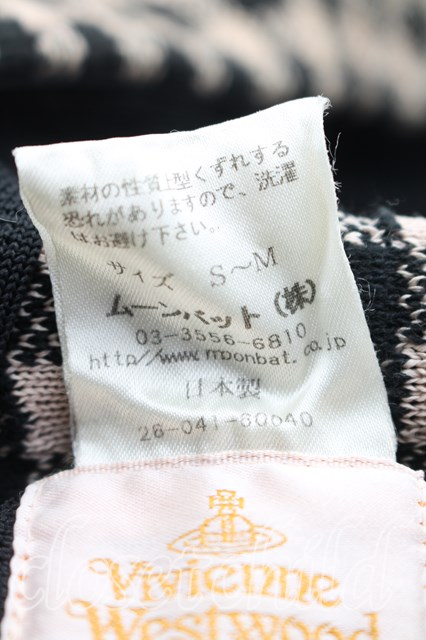 素材の性質上型くずれする
恐れがありますので、洗濯
はお避け下さい。
サイズ S～M
ムーンバット(株)
03-3556-6810
http//www.moonbat.co.jp
日本製
26-041-60640
Vivienne
Westwood